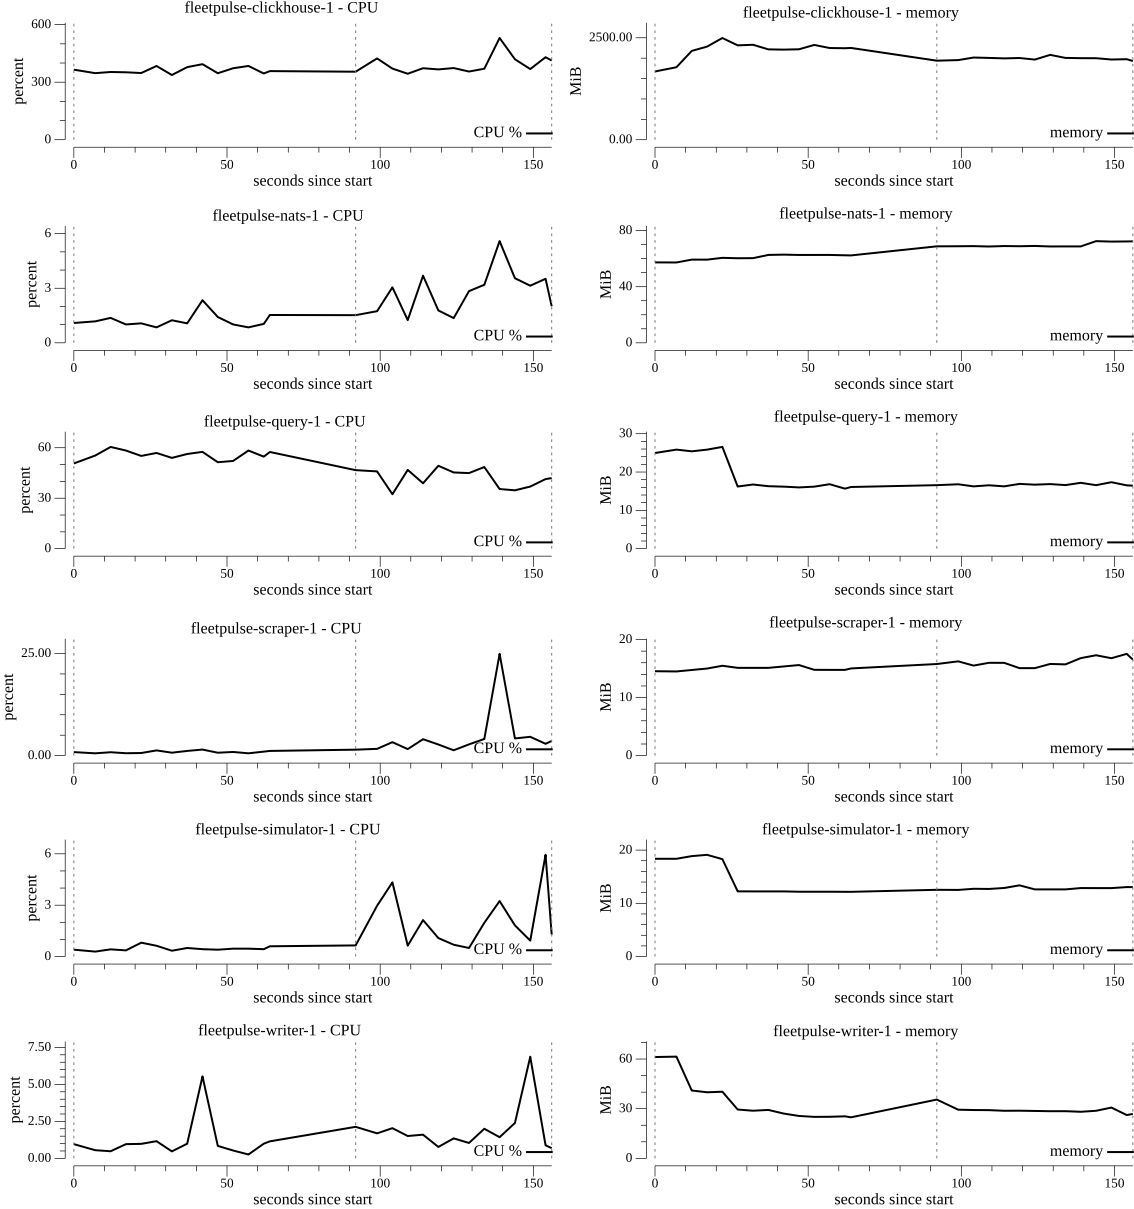 fleetpulse-clickhouse-1 - CPU
600
300
0
percent
CPU %
0 50 100 150
seconds since start
fleetpulse-clickhouse-1 - memory
2500.00
0.00
MiB
memory
0 50 100 150
seconds since start
fleetpulse-nats-1 - CPU
6
3
0
percent
CPU %
0 50 100 150
seconds since start
fleetpulse-nats-1 - memory
80
40
0
MiB
memory
0 50 100 150
seconds since start
fleetpulse-query-1 - CPU
60
30
0
percent
CPU %
0 50 100 150
seconds since start
fleetpulse-query-1 - memory
30
20
10
0
MiB
memory
0 50 100 150
seconds since start
fleetpulse-scraper-1 - CPU
25.00
0.00
percent
CPU %
0 50 100 150
seconds since start
fleetpulse-scraper-1 - memory
20
10
0
MiB
memory
0 50 100 150
seconds since start
fleetpulse-simulator-1 - CPU
6
3
0
percent
CPU %
0 50 100 150
seconds since start
fleetpulse-simulator-1 - memory
20
10
0
MiB
memory
0 50 100 150
seconds since start
fleetpulse-writer-1 - CPU
7.50
5.00
2.50
0.00
percent
CPU %
0 50 100 150
seconds since start
fleetpulse-writer-1 - memory
60
30
0
MiB
memory
0 50 100 150
seconds since start